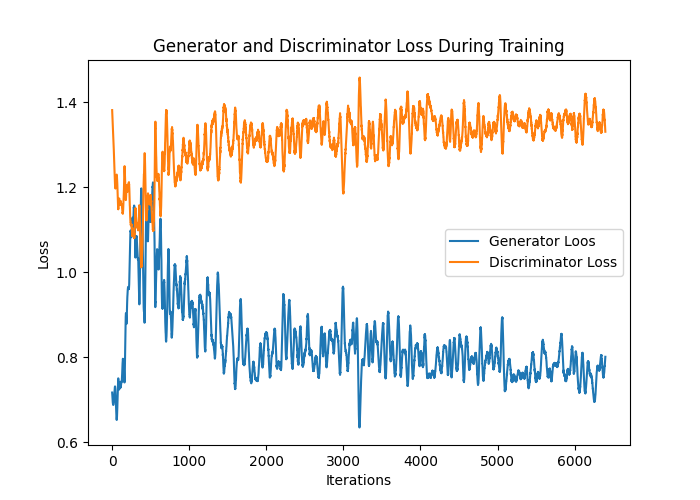 Generator and Discriminator Loss During Training
Loss
1.4
1.2
1.0
0.8
0.6
Generator Loos
Discriminator Loss
0
1000
2000
3000
4000
5000
6000
Iterations